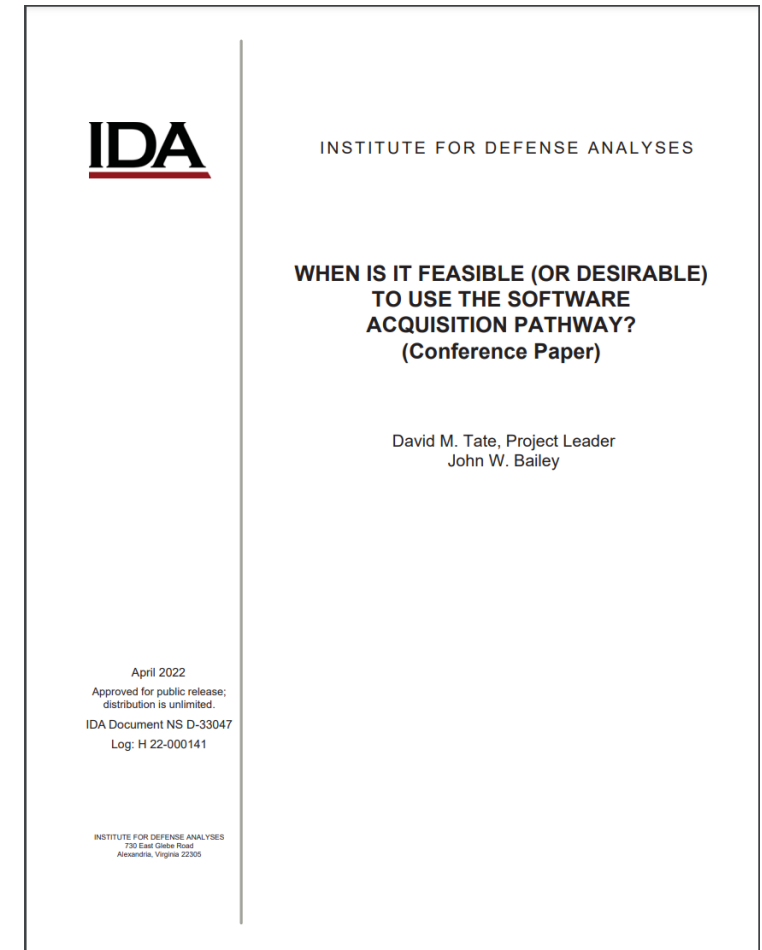 IDA
INSTITUTE FOR DEFENSE ANALYSES
WHEN IS IT FEASIBLE (OR DESIRABLE)
TO USE THE SOFTWARE
ACQUISITION PATHWAY?
(Conference Paper)
David M. Tate, Project Leader
John W. Bailey
April 2022
Approved for public release;
distribution is unlimited.
IDA Document NS D-33047
Log: H 22-000141
INSTITUTE FOR DEFENSE ANALYSES
730 East Glebe Road
Alexandria, Virginia 22305